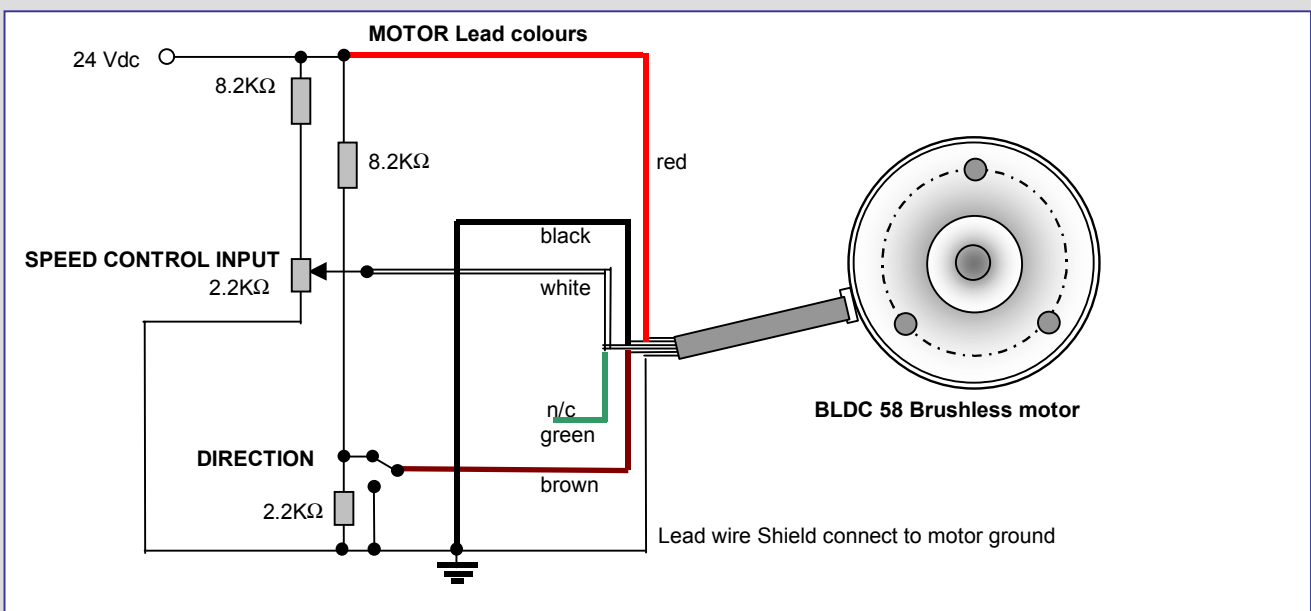 MOTOR Lead colours
24 Vdc
8.2KΩ
8.2KΩ
red
black
SPEED CONTROL INPUT
2.2KΩ
white
n/c
green
BLDC 58 Brushless motor
DIRECTION
brown
2.2KΩ
Lead wire Shield connect to motor ground